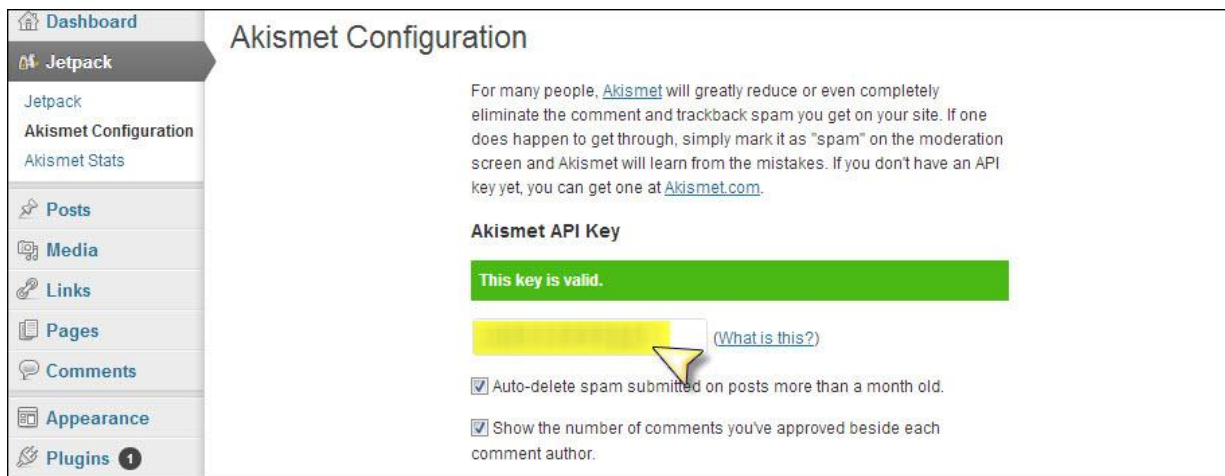 Dashboard
Jetpack
Jetpack
Akismet Configuration
Akismet Stats
Posts
Media
Links
Pages
Comments
Appearance
Plugins 1
Akismet Configuration
For many people, Akismet will greatly reduce or even completely
eliminate the comment and trackback spam you get on your site. If one
does happen to get through, simply mark it as "spam" on the moderation
screen and Akismet will learn from the mistakes. If you don't have an API
key yet, you can get one at Akismet.com.
Akismet API Key
This key is valid.
(What is this?)
Auto-delete spam submitted on posts more than a month old.
Show the number of comments you've approved beside each
comment author.